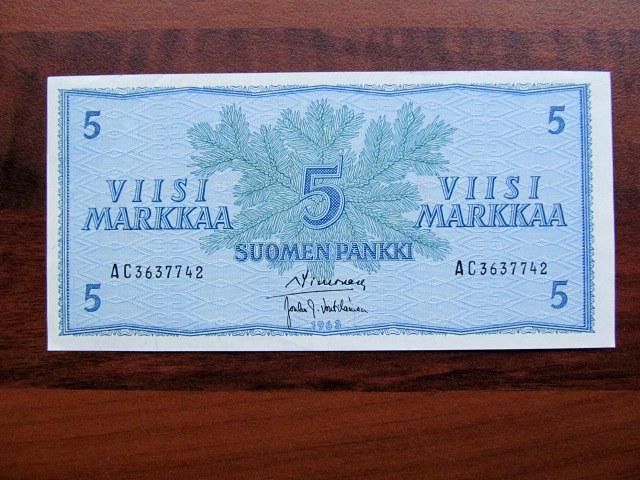 5 5
VIISI 5 VIISI
MARKKAA MARKKAA
SUOMEN PANKKI
AC3637742 AC3637742
5 5
1963